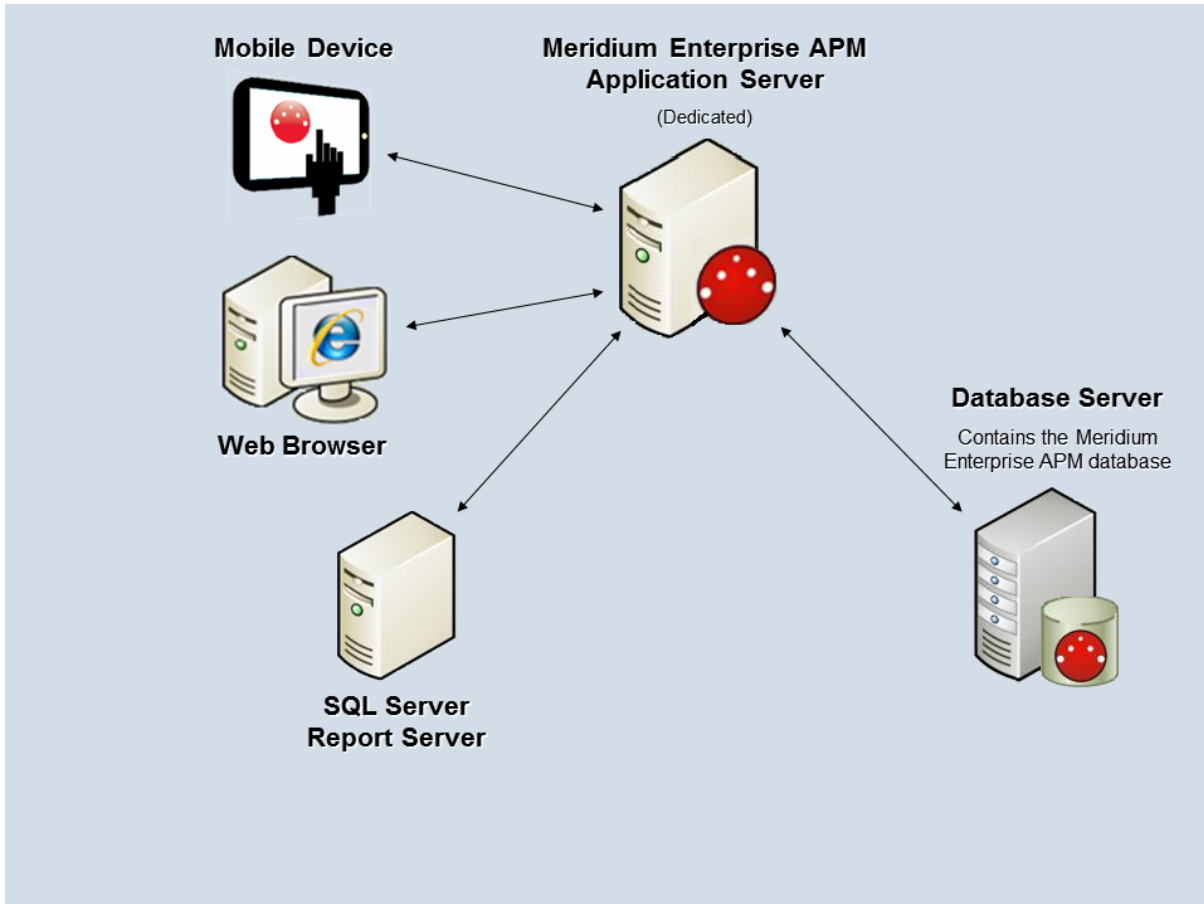 Mobile Device
Meridium Enterprise APM
Application Server
(Dedicated)
Web Browser
Database Server
Contains the Meridium
Enterprise APM database
SQL Server
Report Server